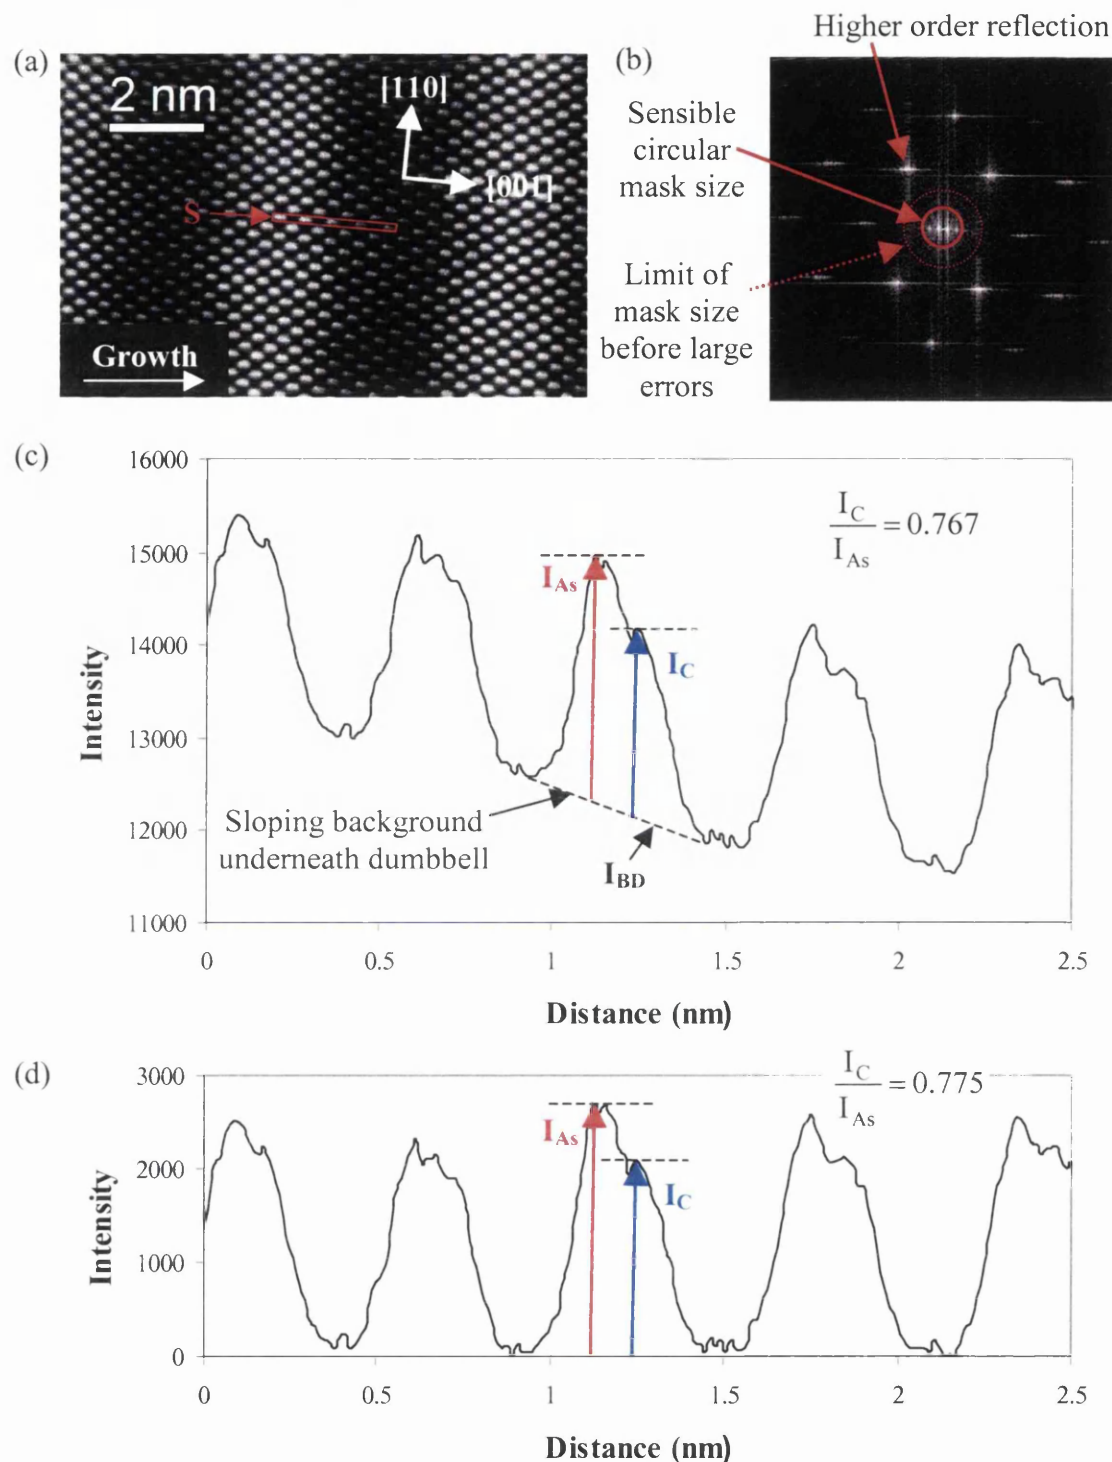 (a)
2 nm
[110]
[001]
S
Growth
(b)
Higher order reflection
Sensible
circular
mask size
Limit of
mask size
before large
errors
(c)
16000
15000
14000
13000
12000
11000
Intensity
I_C/I_As = 0.767
I_As
I_C
Sloping background
underneath dumbbell
I_BD
0 0.5 1 1.5 2 2.5
Distance (nm)
(d)
3000
2000
1000
0
Intensity
I_C/I_As = 0.775
I_As
I_C
0 0.5 1 1.5 2 2.5
Distance (nm)